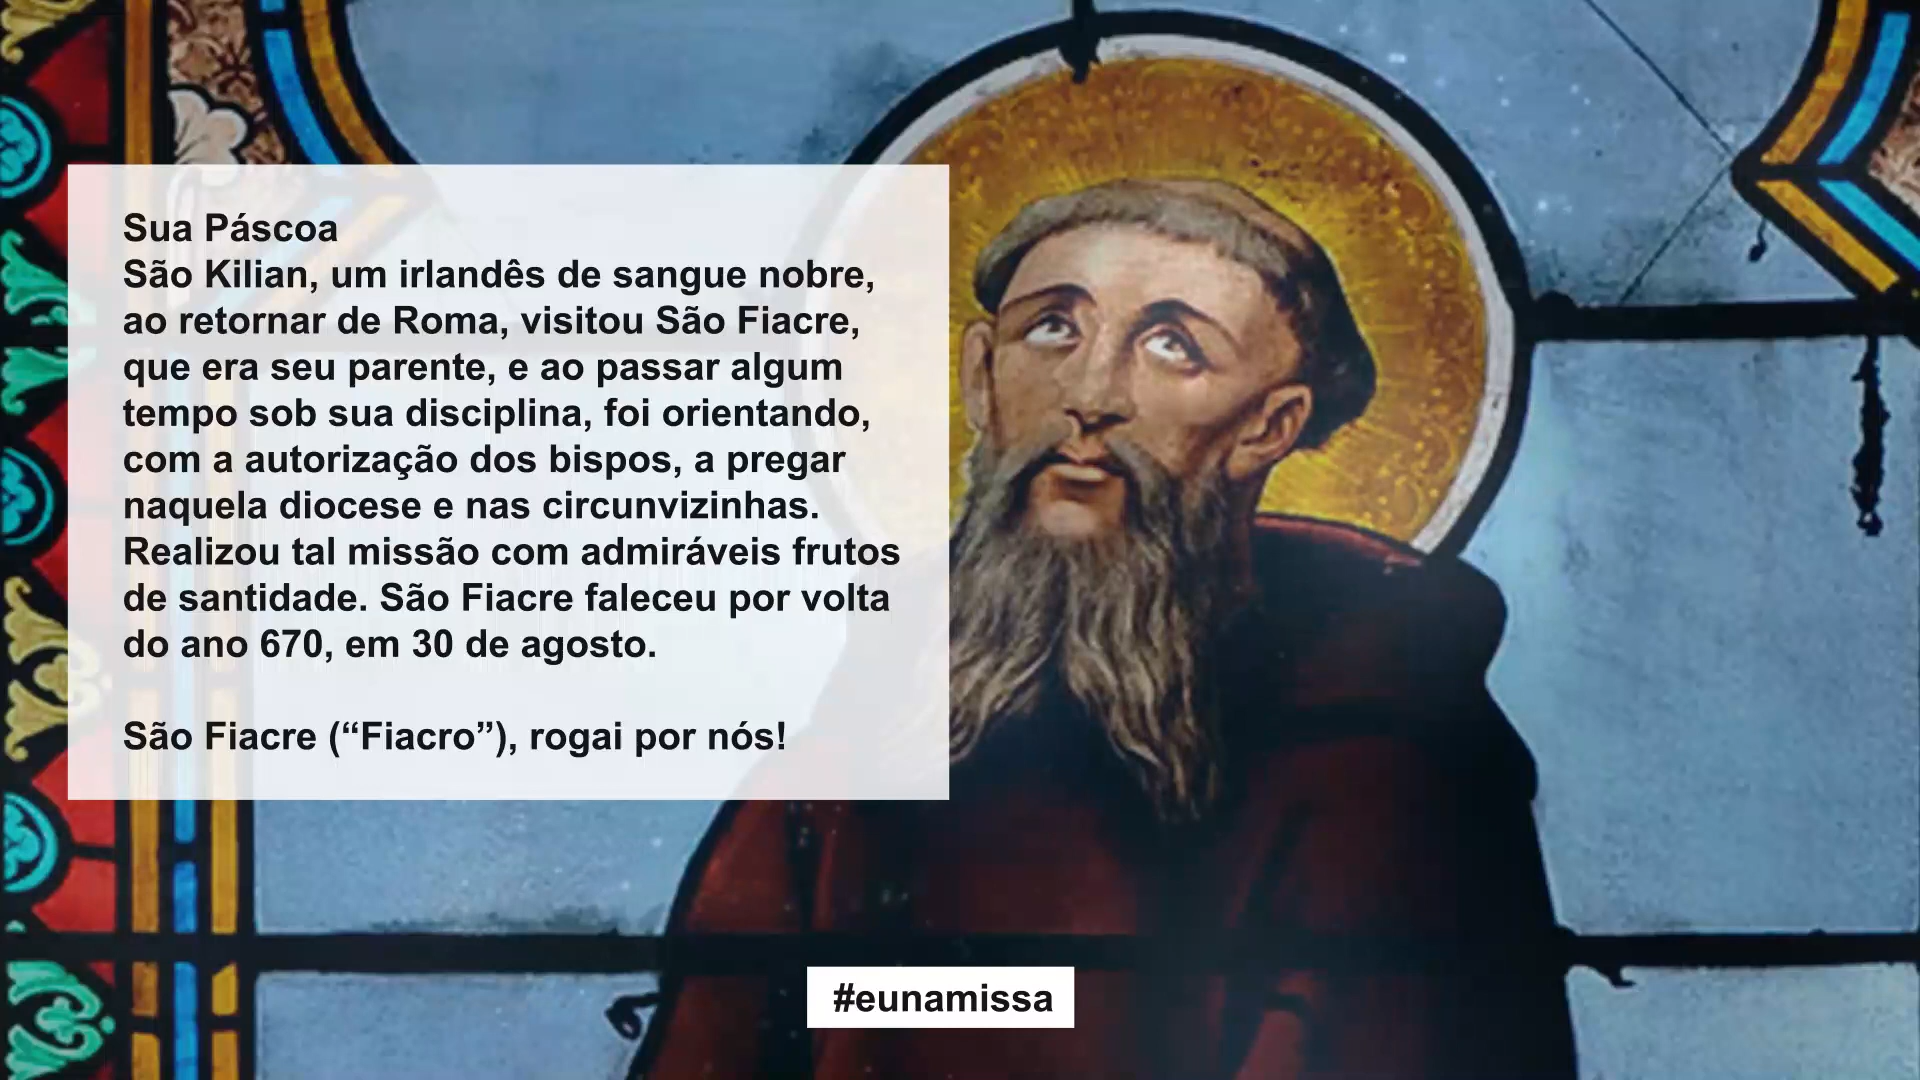 Sua Páscoa
São Kilian, um irlandês de sangue nobre,
ao retornar de Roma, visitou São Fiacre,
que era seu parente, e ao passar algum
tempo sob sua disciplina, foi orientando,
com a autorização dos bispos, a pregar
naquela diocese e nas circunvizinhas.
Realizou tal missão com admiráveis frutos
de santidade. São Fiacre faleceu por volta
do ano 670, em 30 de agosto.
São Fiacre (“Fiacro”), rogai por nós!
#eunamissa